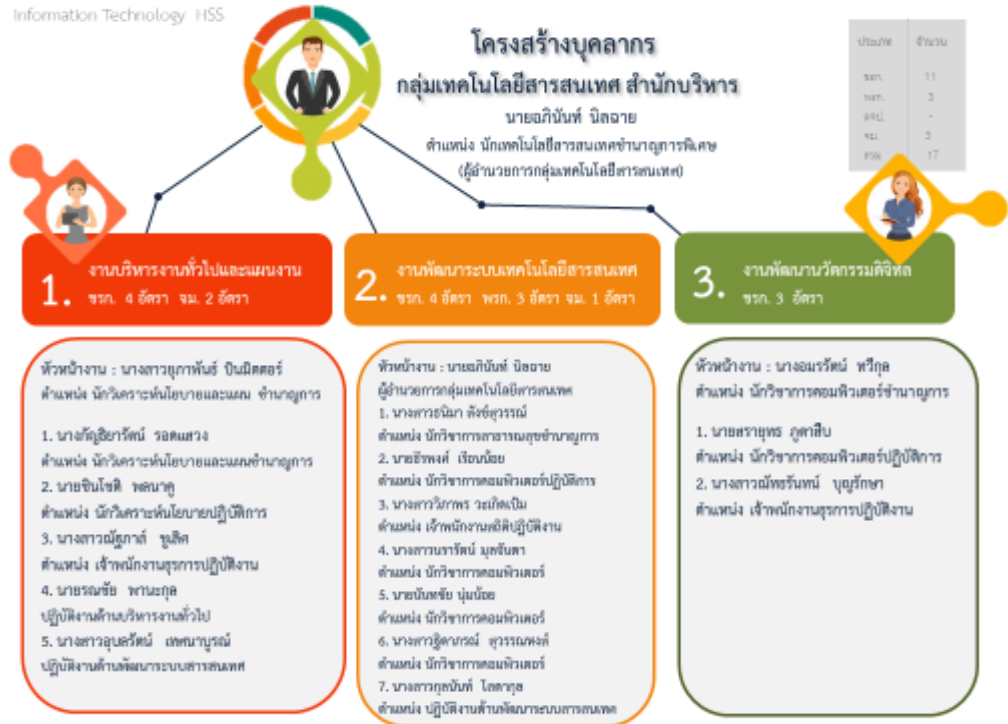 Information Technology HSS
โครงสร้างบุคลากร
กลุ่มเทคโนโลยีสารสนเทศ สำนักบริหาร
นายอภินันท์ นิลฉาย
ตำแหน่ง นักเทคโนโลยีสารสนเทศชำนาญการพิเศษ
(ผู้อำนวยการกลุ่มเทคโนโลยีสารสนเทศ)
ประเภท จำนวน
ขรก. 11
พรก. 3
ลจป. -
จม. 3
รวม 17
1. งานบริหารงานทั่วไปและแผนงาน
ขรก. 4 อัตรา จม. 2 อัตรา
หัวหน้างาน : นางสาวยุภาพันธ์ ปินมิตตอร์
ตำแหน่ง นักวิเคราะห์นโยบายและแผน ชำนาญการ
1. นางกัญธิยารัตน์ รอดแสวง
ตำแหน่ง นักวิเคราะห์นโยบายและแผนชำนาญการ
2. นายชินโชติ พลนาคู
ตำแหน่ง นักวิเคราะห์นโยบายปฏิบัติการ
3. นางสาวณัฐภาส์ ชูเลิศ
ตำแหน่ง เจ้าพนักงานธุรการปฏิบัติงาน
4. นายรณชัย พานะกุล
ปฏิบัติงานด้านบริหารงานทั่วไป
5. นางสาวอุบลรัตน์ เทศนาบูรณ์
ปฏิบัติงานด้านพัฒนาระบบสารสนเทศ
2. งานพัฒนาระบบเทคโนโลยีสารสนเทศ
ขรก. 4 อัตรา พรก. 3 อัตรา จม. 1 อัตรา
หัวหน้างาน : นายอภินันท์ นิลฉาย
ผู้อำนวยการกลุ่มเทคโนโลยีสารสนเทศ
1. นางสาวธนิมา สังข์สุวรรณ์
ตำแหน่ง นักวิชาการสาธารณสุขชำนาญการ
2. นายธีรพงศ์ เรือนน้อย
ตำแหน่ง นักวิชาการคอมพิวเตอร์ปฏิบัติการ
3. นางสาววิภาพร วะเกิดเป้ม
ตำแหน่ง เจ้าพนักงานสถิติปฏิบัติงาน
4. นางสาวนรารัตน์ มุลจันดา
ตำแหน่ง นักวิชาการคอมพิวเตอร์
5. นายนันทชัย นุ่มน้อย
ตำแหน่ง นักวิชาการคอมพิวเตอร์
6. นางสาวฐิดาภรณ์ สุวรรณพงค์
ตำแหน่ง นักวิชาการคอมพิวเตอร์
7. นางสาวกุลนันท์ โสดากุล
ตำแหน่ง ปฏิบัติงานด้านพัฒนาระบบสารสนเทศ
3. งานพัฒนานวัตกรรมดิจิทัล
ขรก. 3 อัตรา
หัวหน้างาน : นางอมรรัตน์ ทวีกุล
ตำแหน่ง นักวิชาการคอมพิวเตอร์ชำนาญการ
1. นายสรายุทธ ภูดาสืบ
ตำแหน่ง นักวิชาการคอมพิวเตอร์ปฏิบัติการ
2. นางสาวณัทธรันทน์ บุญรักษา
ตำแหน่ง เจ้าพนักงานธุรการปฏิบัติงาน